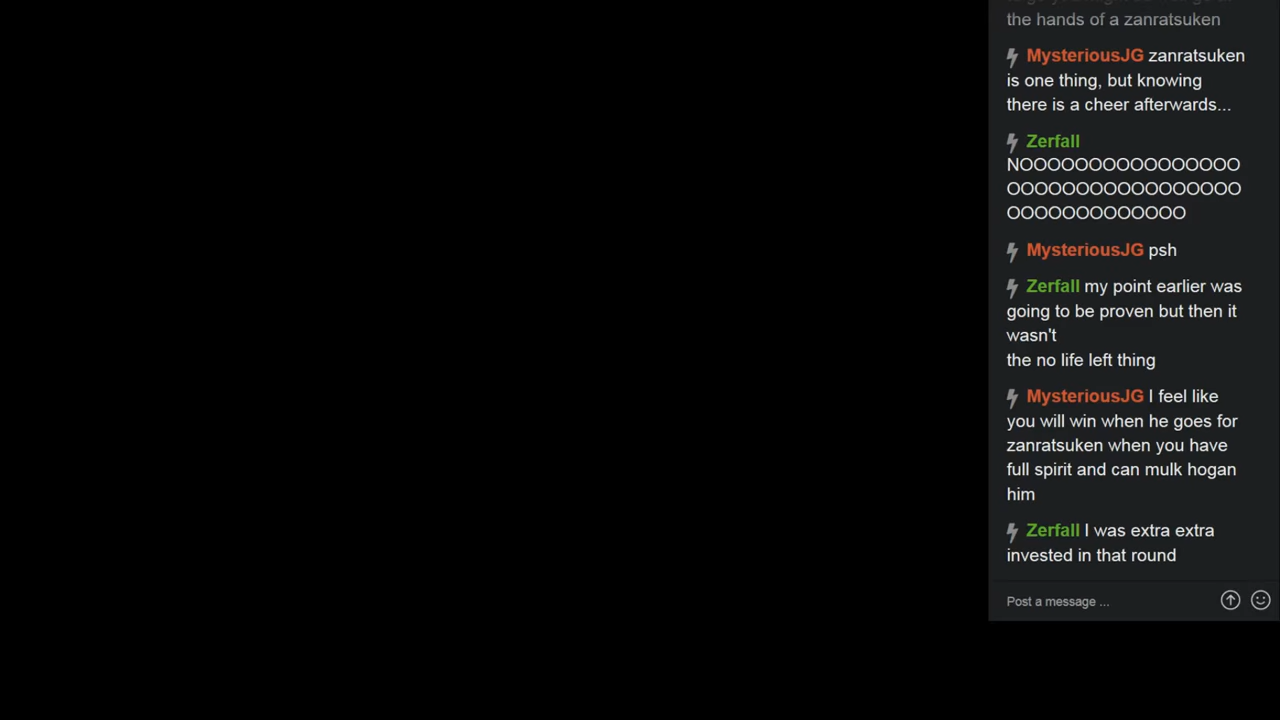 the hands of a zanratsuken
MysteriousJG zanratsuken
is one thing, but knowing
there is a cheer afterwards...
Zerfall
NOOOOOOOOOOOOOOOO
OOOOOOOOOOOOOOOOO
OOOOOOOOOOOOO
MysteriousJG psh
Zerfall my point earlier was
going to be proven but then it
wasn't
the no life left thing
MysteriousJG I feel like
you will win when he goes for
zanratsuken when you have
full spirit and can mulk hogan
him
Zerfall I was extra extra
invested in that round
Post a message ...